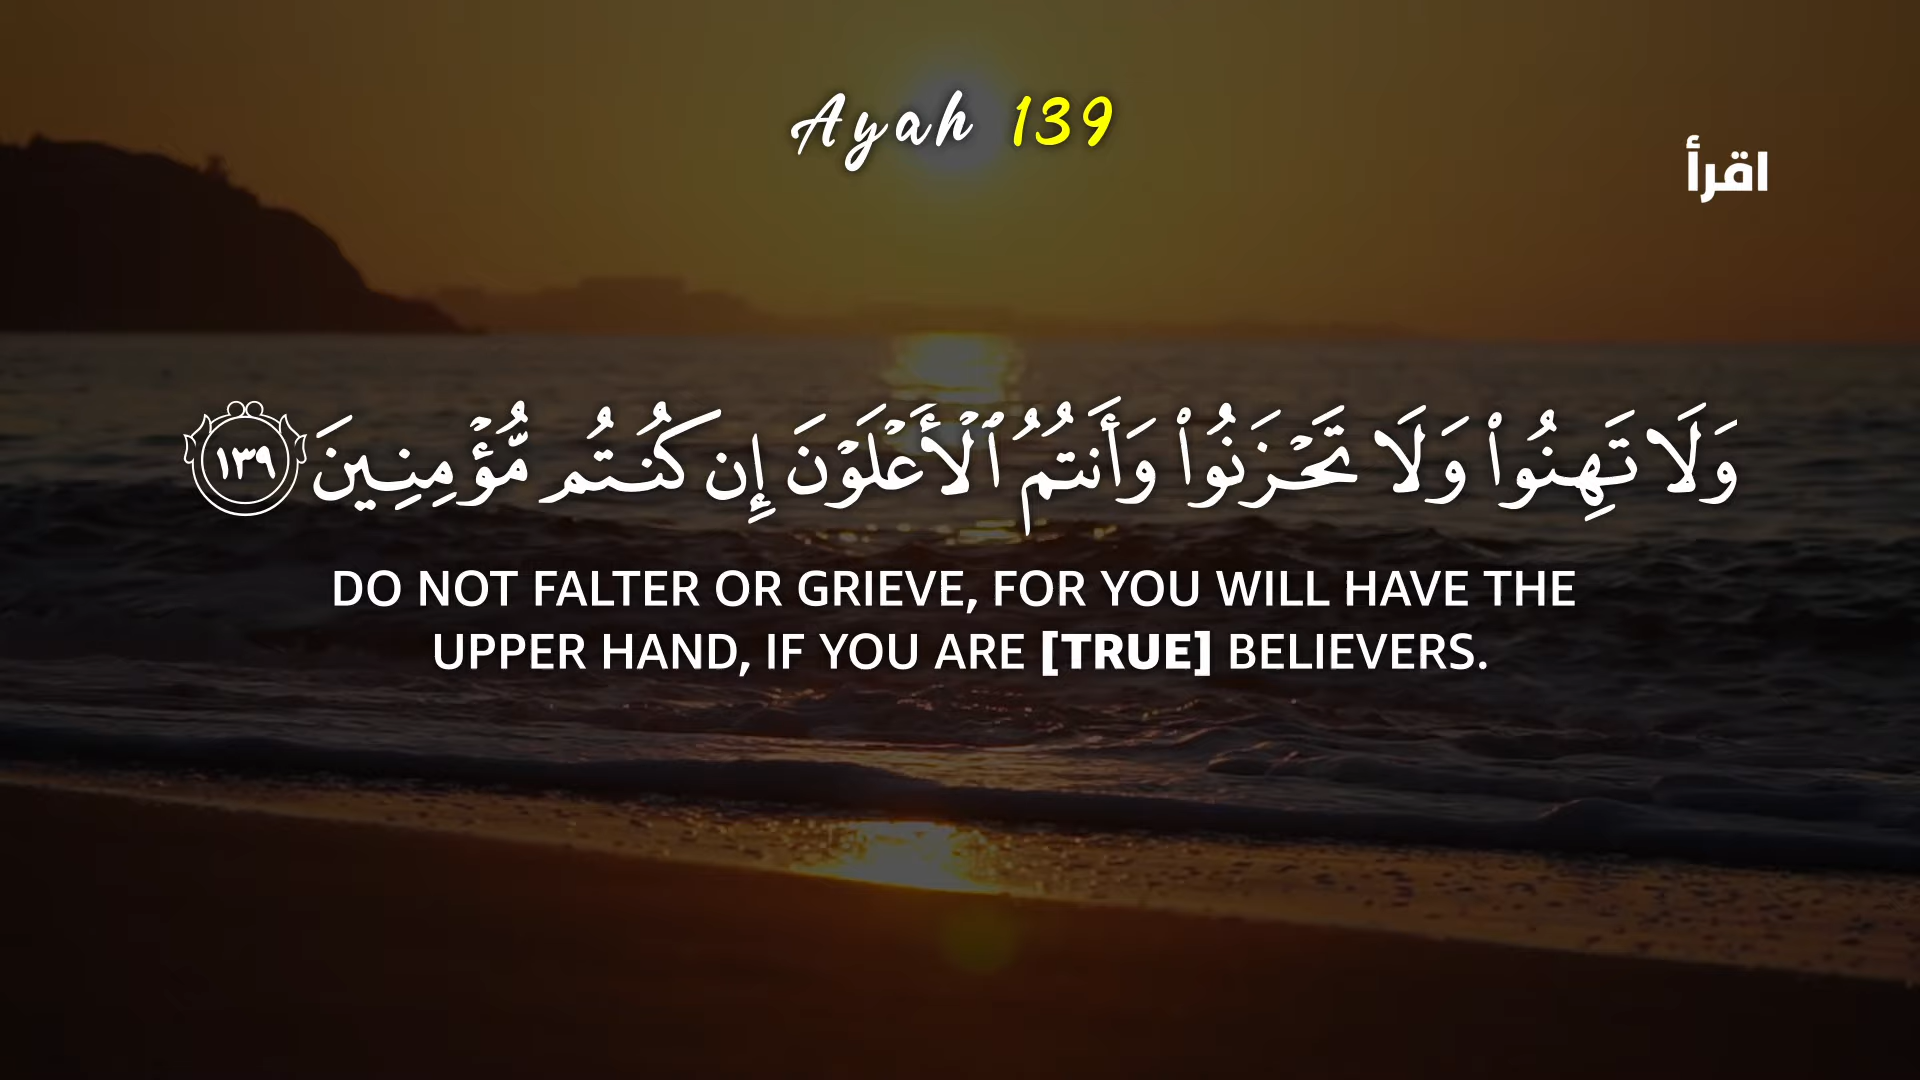 Ayah 139
اقرأ
وَلَا تَهِنُوا۟ وَلَا تَحْزَنُوا۟ وَأَنتُمُ ٱلْأَعْلَوْنَ إِن كُنتُم مُّؤْمِنِينَ ١٣٩
DO NOT FALTER OR GRIEVE, FOR YOU WILL HAVE THE
UPPER HAND, IF YOU ARE [TRUE] BELIEVERS.